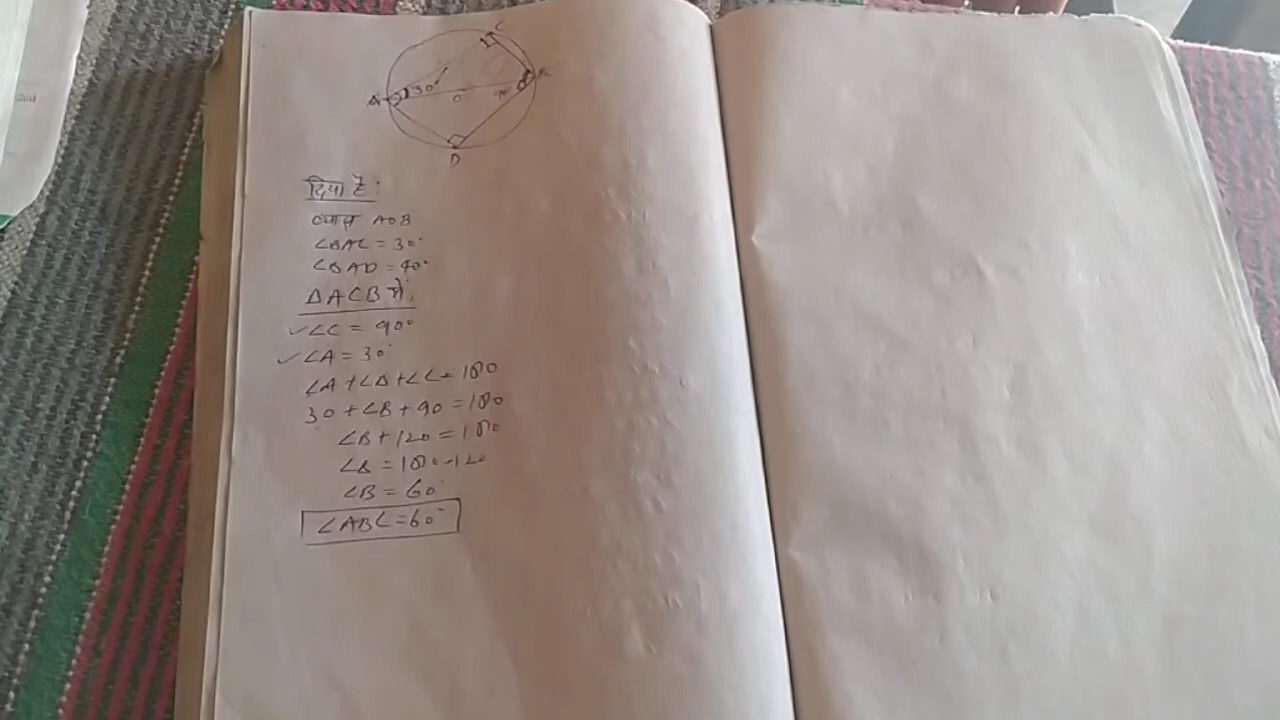 C
A
30°
O
D
दिया है:
व्यास AOB
∠BAC = 30°
∠BAD = 40°
△ACB में,
✓∠C = 90°
✓∠A = 30°
∠A+∠B+∠C = 180
30+∠B+90 = 180
∠B+120 = 180
∠B = 180-120
∠B = 60°
∠ABC = 60°